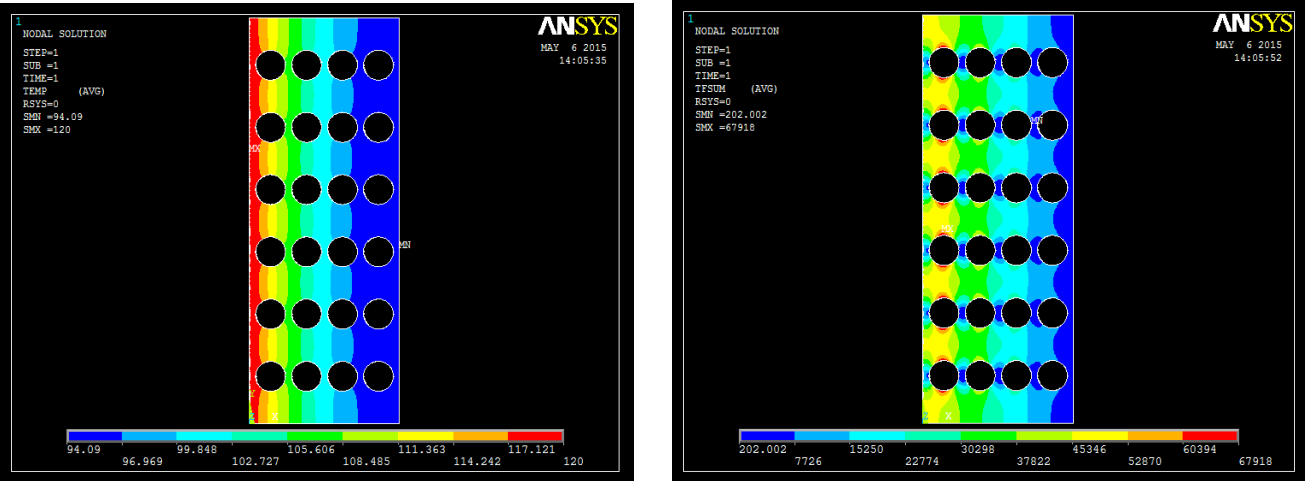 1
NODAL SOLUTION
STEP=1
SUB =1
TIME=1
TEMP (AVG)
RSYS=0
SMN =94.09
SMX =120
ANSYS
MAY 6 2015
14:05:35
MX
MN
Y
Z X
94.09 99.848 105.606 111.363 117.121
96.969 102.727 108.485 114.242 120
1
NODAL SOLUTION
STEP=1
SUB =1
TIME=1
TFSUM (AVG)
RSYS=0
SMN =202.002
SMX =67918
ANSYS
MAY 6 2015
14:05:52
MN
MX
Z X
202.002 15250 30298 45346 60394
7726 22774 37822 52870 67918